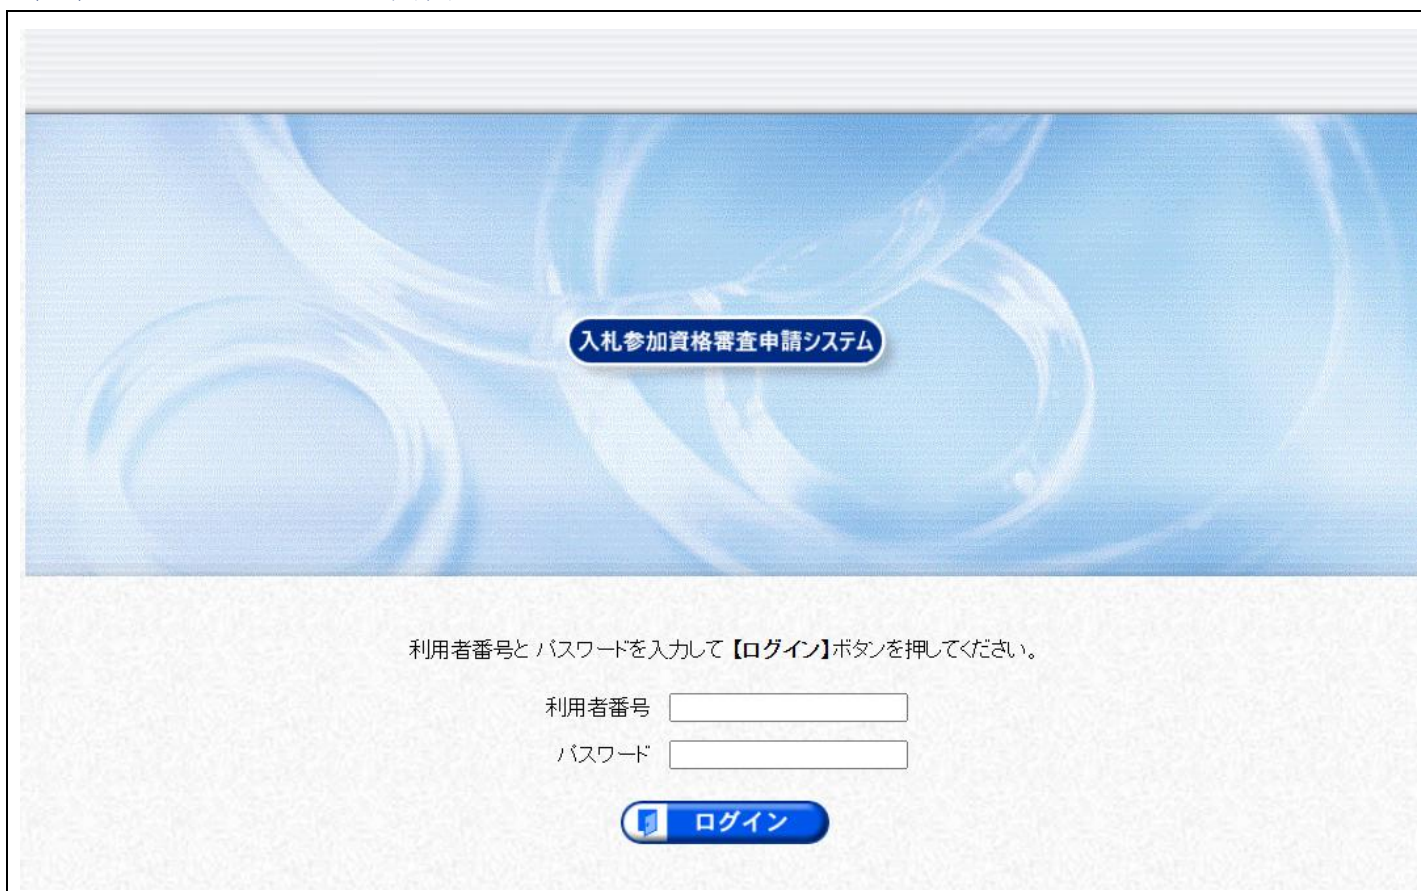 入札参加資格審査申請システム
利用者番号とパスワードを入力して【ログイン】ボタンを押してください。
利用者番号
パスワード
ログイン